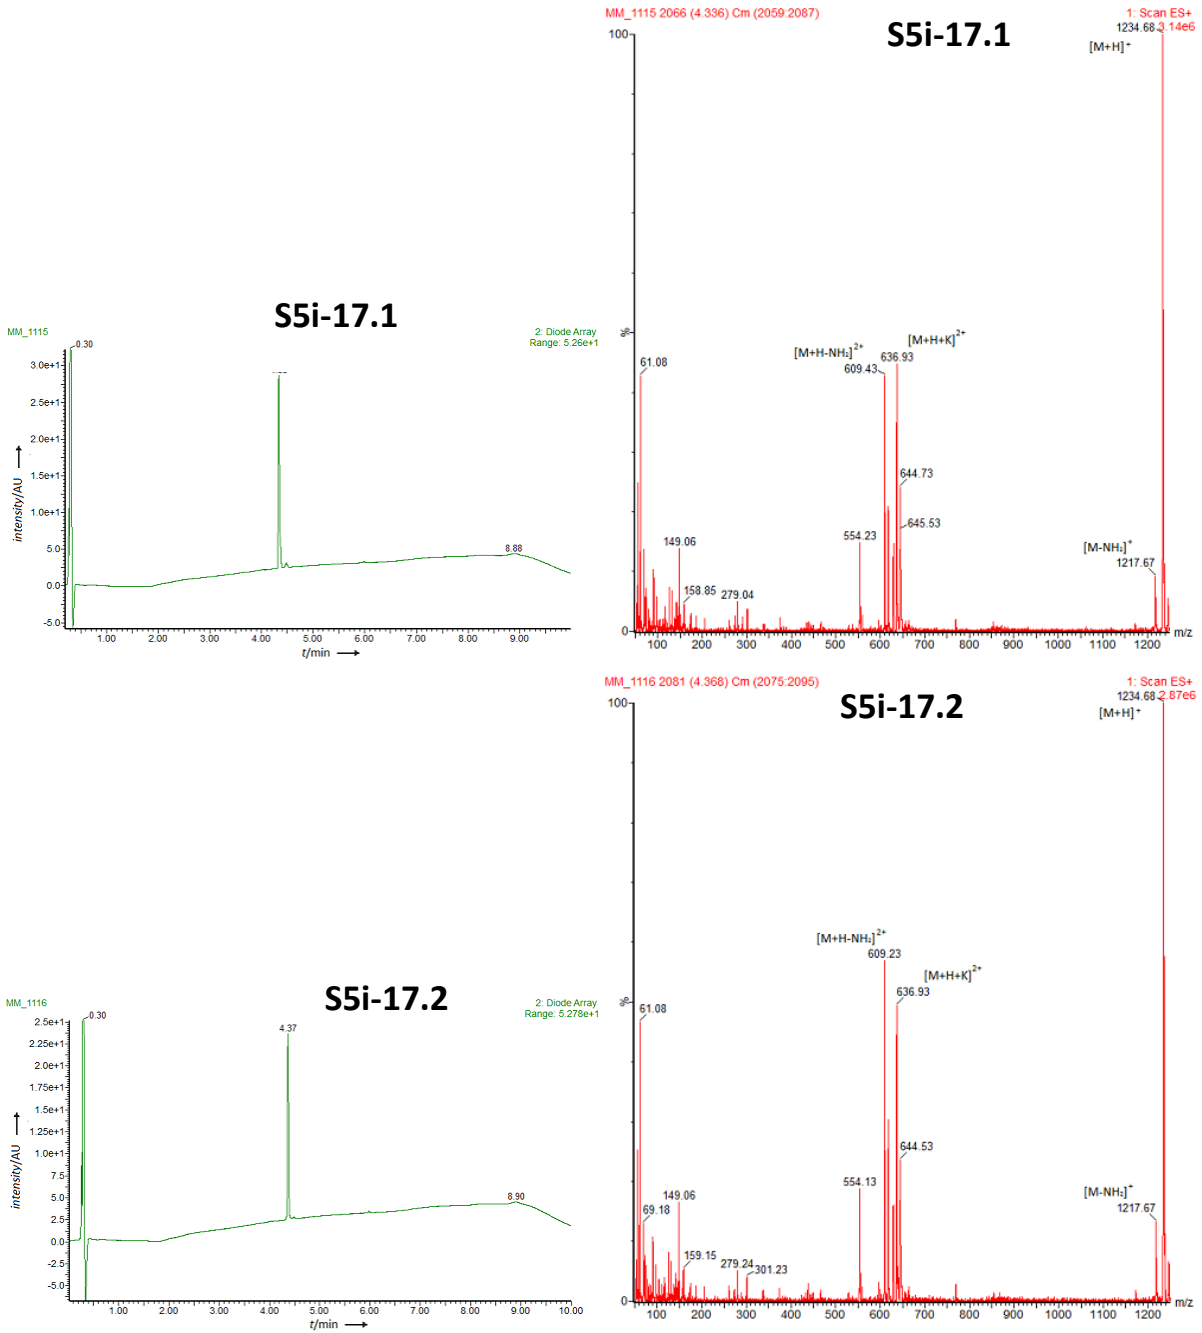 MM_1115 2066 (4.336) Cm (2059:2087)
1: Scan ES+
3.14e6
S5i-17.1
1234.68
[M+H]⁺
100
%
[M+H-NH₂]²⁺
609.43
[M+H+K]²⁺
636.93
61.08
644.73
645.53
554.23
149.06
158.85
279.04
[M-NH₂]⁺
1217.67
0
100 200 300 400 500 600 700 800 900 1000 1100 1200
m/z
S5i-17.1
MM_1115
2: Diode Array
Range: 5.26e+1
0.30
8.88
3.0e+1
2.5e+1
2.0e+1
1.5e+1
1.0e+1
5.0
0.0
-5.0
intensity/AU
1.00 2.00 3.00 4.00 5.00 6.00 7.00 8.00 9.00
t/min
MM_1116 2081 (4.368) Cm (2075:2095)
1: Scan ES+
2.87e6
S5i-17.2
1234.68
[M+H]⁺
100
%
[M+H-NH₂]²⁺
609.23
[M+H+K]²⁺
636.93
61.08
644.53
554.13
149.06
69.18
159.15
279.24
301.23
[M-NH₂]⁺
1217.67
0
100 200 300 400 500 600 700 800 900 1000 1100 1200
m/z
S5i-17.2
MM_1116
2: Diode Array
Range: 5.278e+1
0.30
4.37
8.90
2.5e+1
2.25e+1
2.0e+1
1.75e+1
1.5e+1
1.25e+1
1.0e+1
7.5
5.0
2.5
0.0
-2.5
-5.0
intensity/AU
1.00 2.00 3.00 4.00 5.00 6.00 7.00 8.00 9.00 10.00
t/min